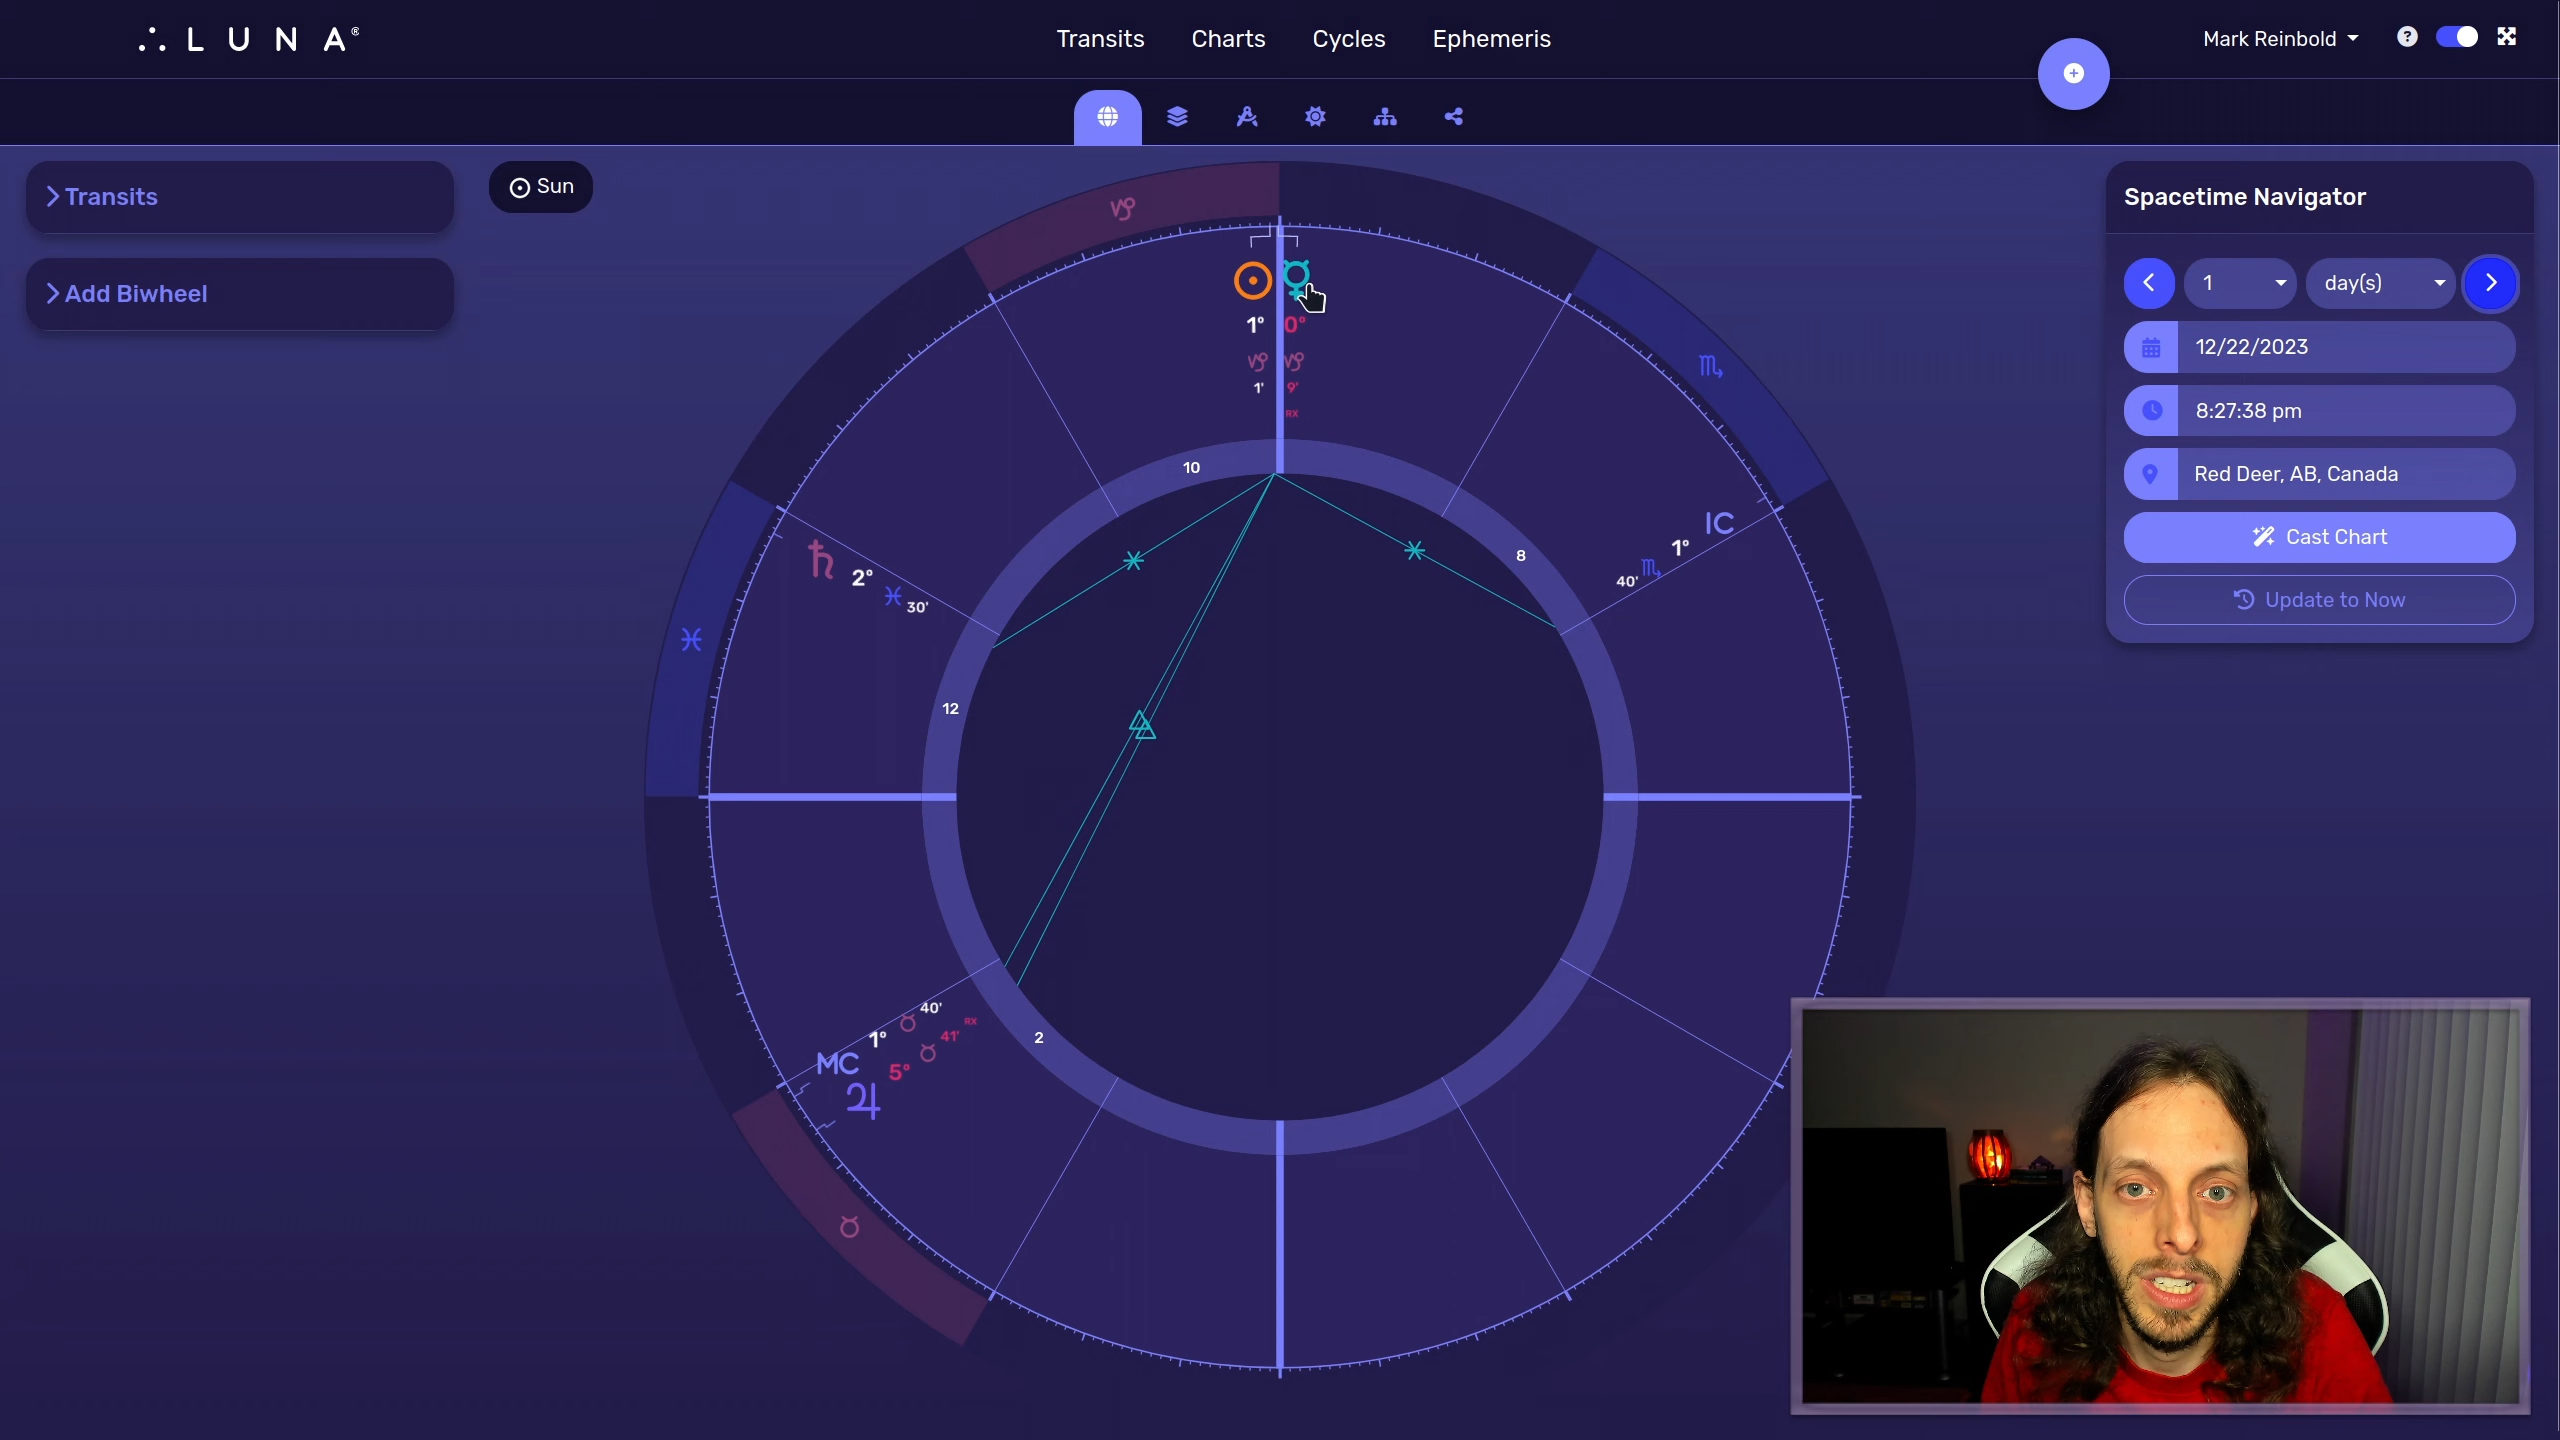 LUNA®
Transits Charts Cycles Ephemeris
Mark Reinbold
Transits
Add Biwheel
Sun
Spacetime Navigator
1 day(s)
12/22/2023
8:27:38 pm
Red Deer, AB, Canada
Cast Chart
Update to Now
1° 0°
♑ ♑
1' 9'
RX
♑
♏
10
8
12
2
IC
1°
♏
40'
♄ 2° ♓ 30'
♓
40'
♉
1°
MC
RX
41'
♉
5°
♃
♉